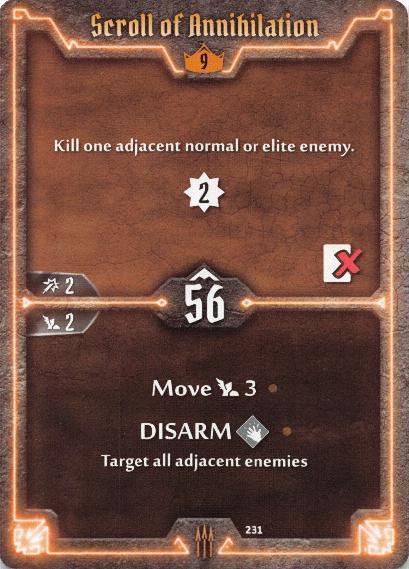 Scroll of Annihilation
9
Kill one adjacent normal or elite enemy.
2
2
56
2
Move 3
DISARM
Target all adjacent enemies
231